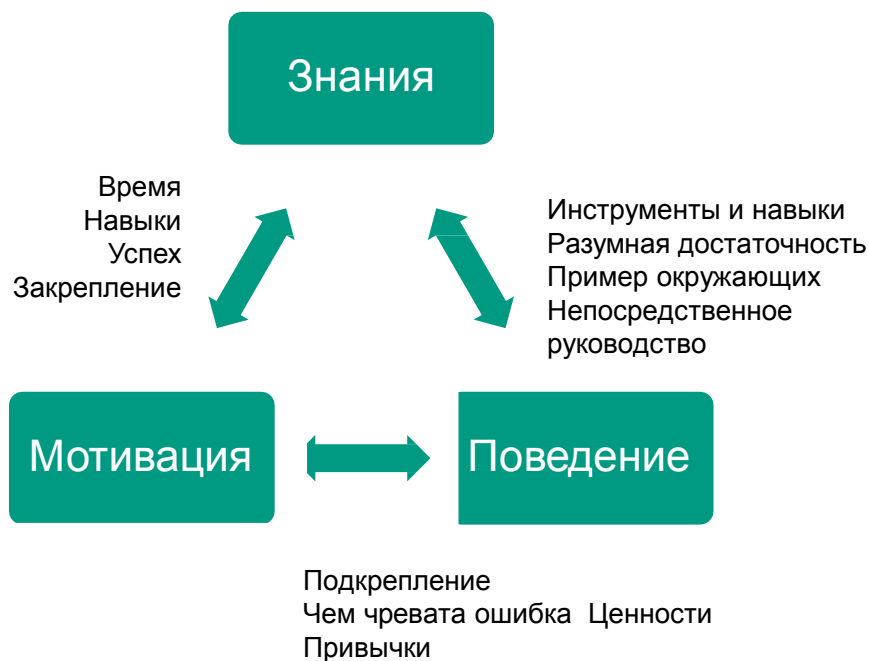 Знания
Время
Навыки
Успех
Закрепление
Инструменты и навыки
Разумная достаточность
Пример окружающих
Непосредственное
руководство
Мотивация
Поведение
Подкрепление
Чем чревата ошибка Ценности
Привычки